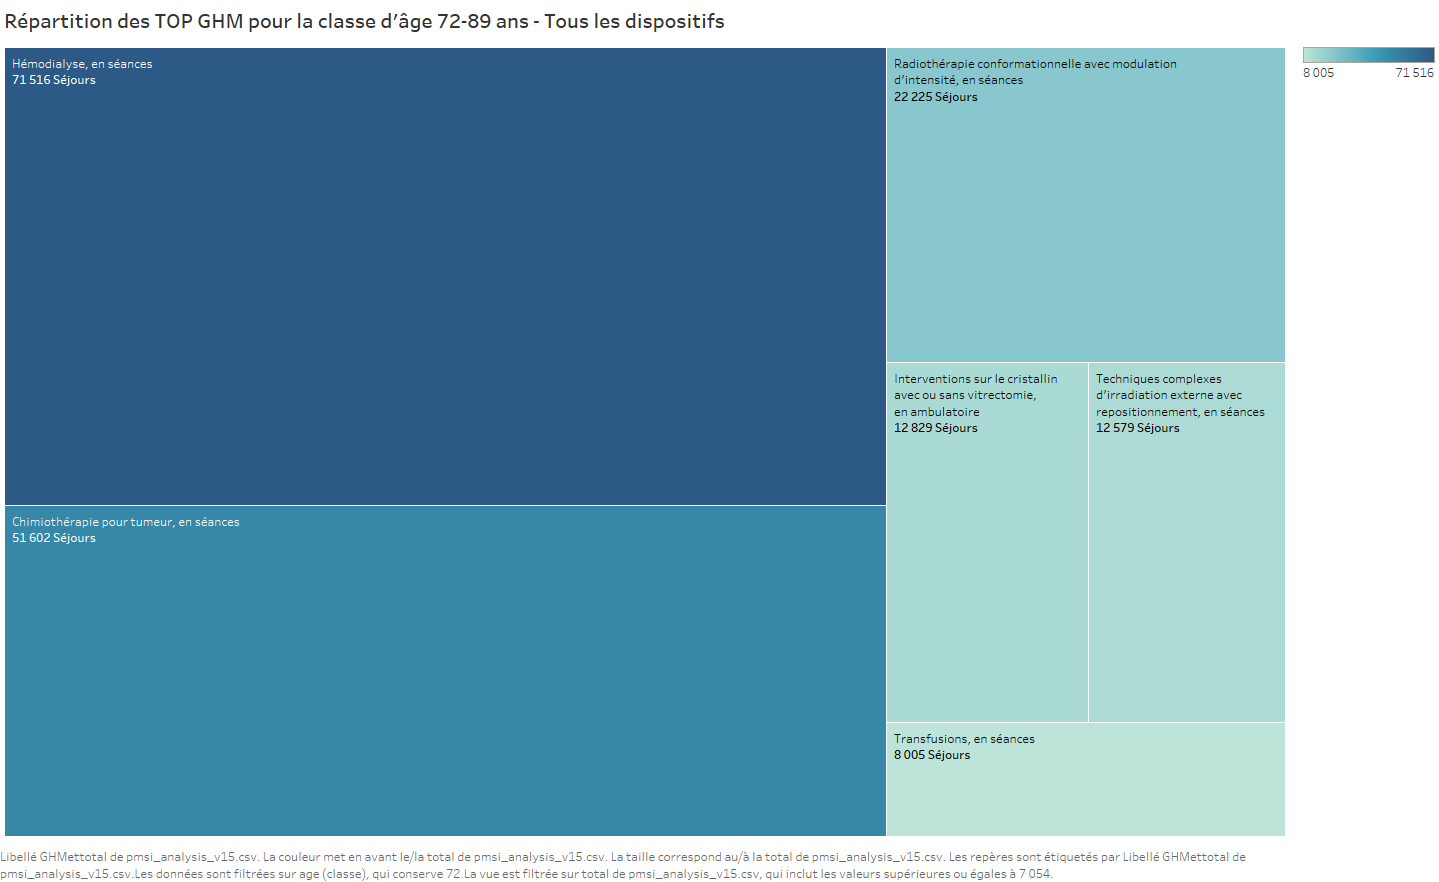 Répartition des TOP GHM pour la classe d’âge 72-89 ans - Tous les dispositifs
Hémodialyse, en séances
71 516 Séjours
Radiothérapie conformationnelle avec modulation
d’intensité, en séances
22 225 Séjours
8 005
71 516
Interventions sur le cristallin
avec ou sans vitrectomie,
en ambulatoire
12 829 Séjours
Techniques complexes
d’irradiation externe avec
repositionnement, en séances
12 579 Séjours
Chimiothérapie pour tumeur, en séances
51 602 Séjours
Transfusions, en séances
8 005 Séjours
Libellé GHMettotal de pmsi_analysis_v15.csv. La couleur met en avant le/la total de pmsi_analysis_v15.csv. La taille correspond au/à la total de pmsi_analysis_v15.csv. Les repères sont étiquetés par Libellé GHMettotal de
pmsi_analysis_v15.csv.Les données sont filtrées sur age (classe), qui conserve 72.La vue est filtrée sur total de pmsi_analysis_v15.csv, qui inclut les valeurs supérieures ou égales à 7 054.